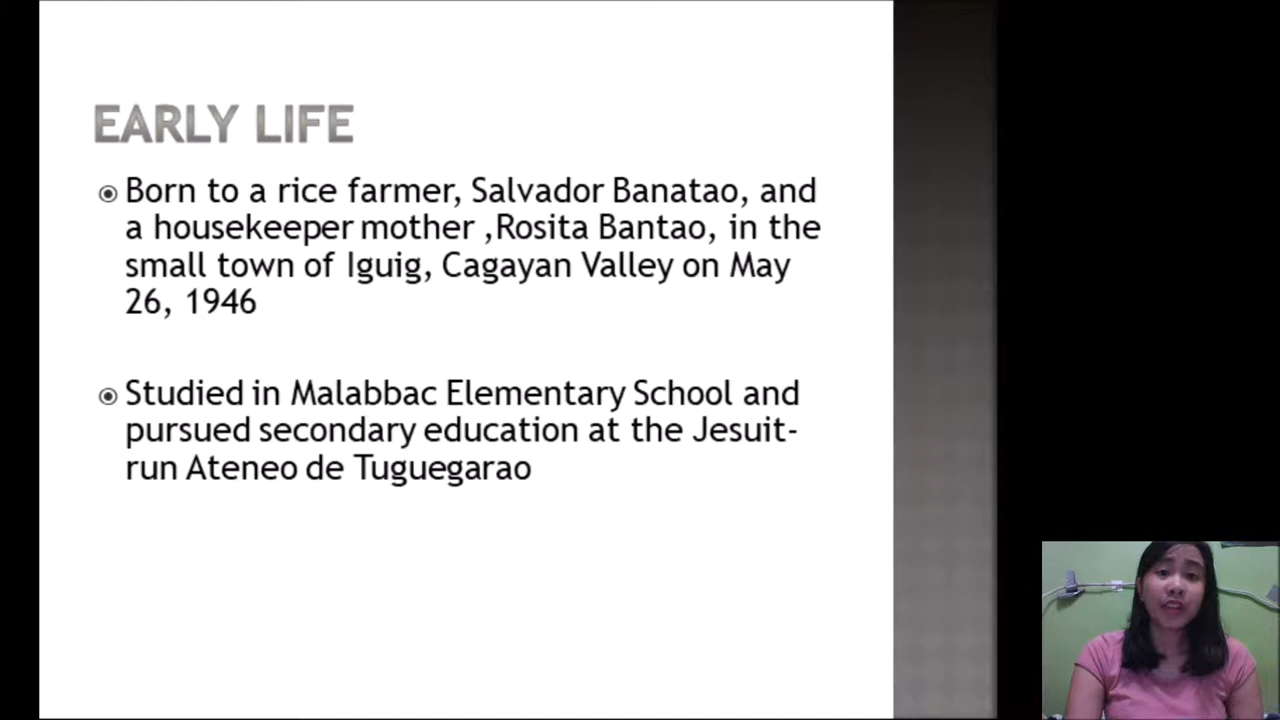 EARLY LIFE
Born to a rice farmer, Salvador Banatao, and
a housekeeper mother ,Rosita Bantao, in the
small town of Iguig, Cagayan Valley on May
26, 1946
Studied in Malabbac Elementary School and
pursued secondary education at the Jesuit-
run Ateneo de Tuguegarao